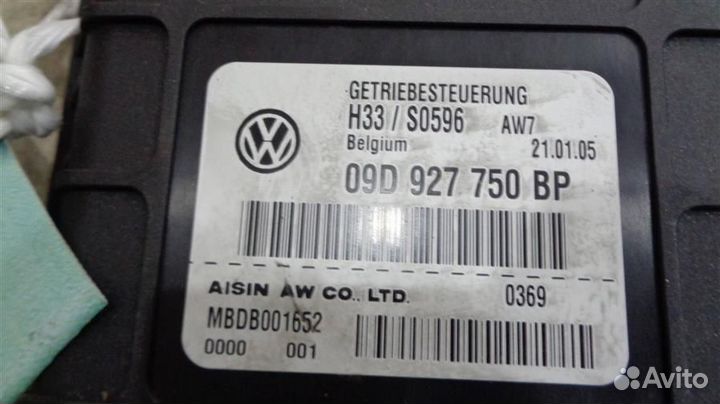 GETRIEBESTEUERUNG
H33 / S0596 AW7
Belgium 21.01.05
09D 927 750 BP
AISIN AW CO., LTD. 0369
MBDB001652
0000 001
Avito